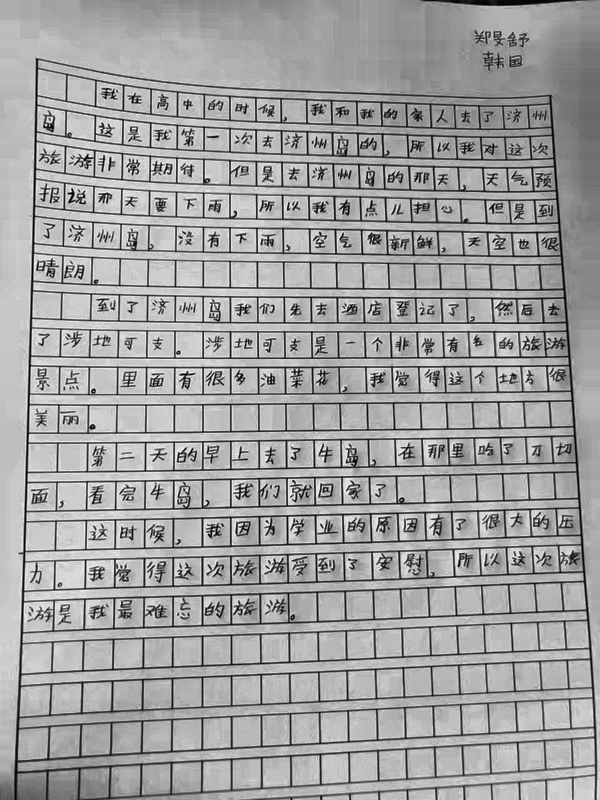 郑旻舒
韩国
我在高中的时候，我和我的家人去了济州
岛。这是我第一次去济州岛的，所以我对这次
旅游非常期待。但是去济州岛的那天，天气预
报说那天要下雨，所以我有点儿担心。但是到
了济州岛，没有下雨，空气很新鲜，天空也很
晴朗。
到了济州岛我们先去酒店登记了，然后去
了涉地可支。涉地可支是一个非常有名的旅游
景点。里面有很多油菜花，我觉得这个地方很
美丽。
第二天的早上去了牛岛，在那里吃了刀切
面，看完牛岛，我们就回家了。
这时候，我因为学业的原因有了很大的压
力。我觉得这次旅游受到了安慰，所以这次旅
游是我最难忘的旅游。